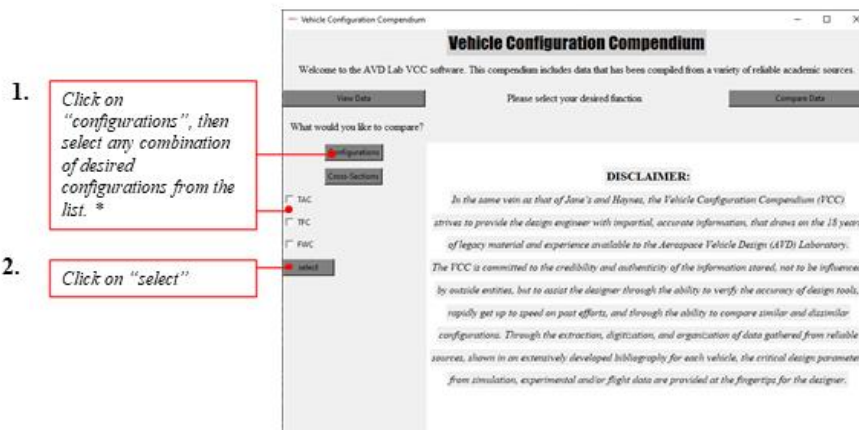 Vehicle Configuration Compendium
Vehicle Configuration Compendium
Welcome to the AVD Lab VCC software. This compendium includes data that has been compiled from a variety of reliable academic sources.
View Data
Please select your desired function
Compare Data
What would you like to compare?
Configurations
Cross-Sections
TAC
TFC
FWC
select
1.
Click on
"configurations", then
select any combination
of desired
configurations from the
list. *
2.
Click on "select"
DISCLAIMER:
In the same vein as that of Jane's and Haynes, the Vehicle Configuration Compendium (VCC)
strives to provide the design engineer with impartial, accurate information, that draws on the 18 years
of legacy material and experience available to the Aerospace Vehicle Design (AVD) Laboratory.
The VCC is committed to the credibility and authenticity of the information stored, not to be influence
by outside entities, but to assist the designer through the ability to verify the accuracy of design tools,
rapidly get up to speed on past efforts, and through the ability to compare similar and dissimilar
configurations. Through the extraction, digitization, and organization of data gathered from reliable
sources, shown in an extensively developed bibliography for each vehicle, the critical design parameter
from simulation, experimental and/or flight data are provided at the fingertips for the designer.